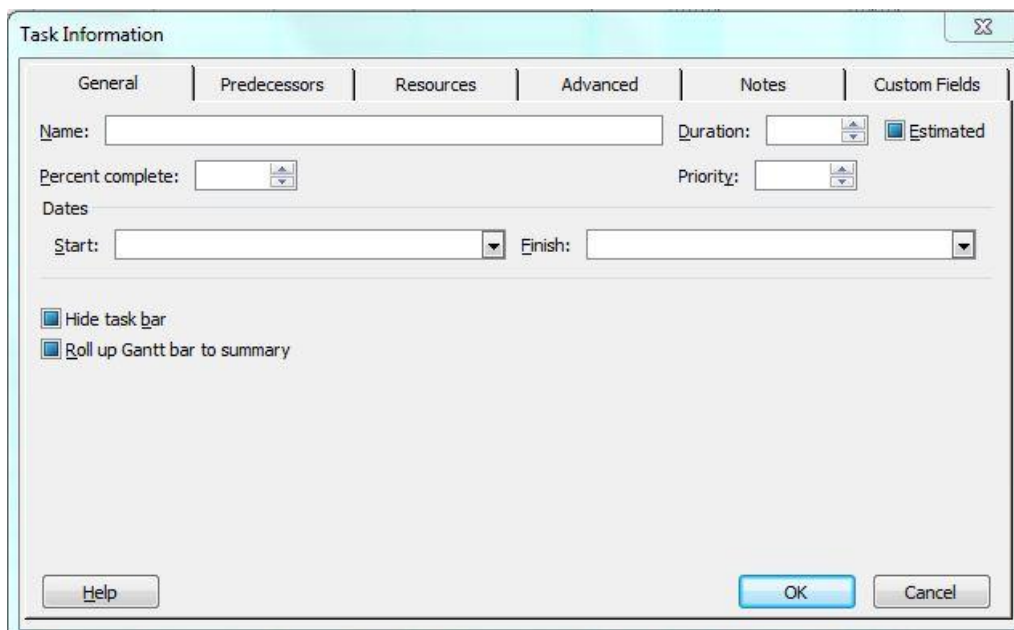 Task Information
General Predecessors Resources Advanced Notes Custom Fields
Name: Duration: Estimated
Percent complete: Priority:
Dates
Start: Finish:
Hide task bar
Roll up Gantt bar to summary
Help OK Cancel